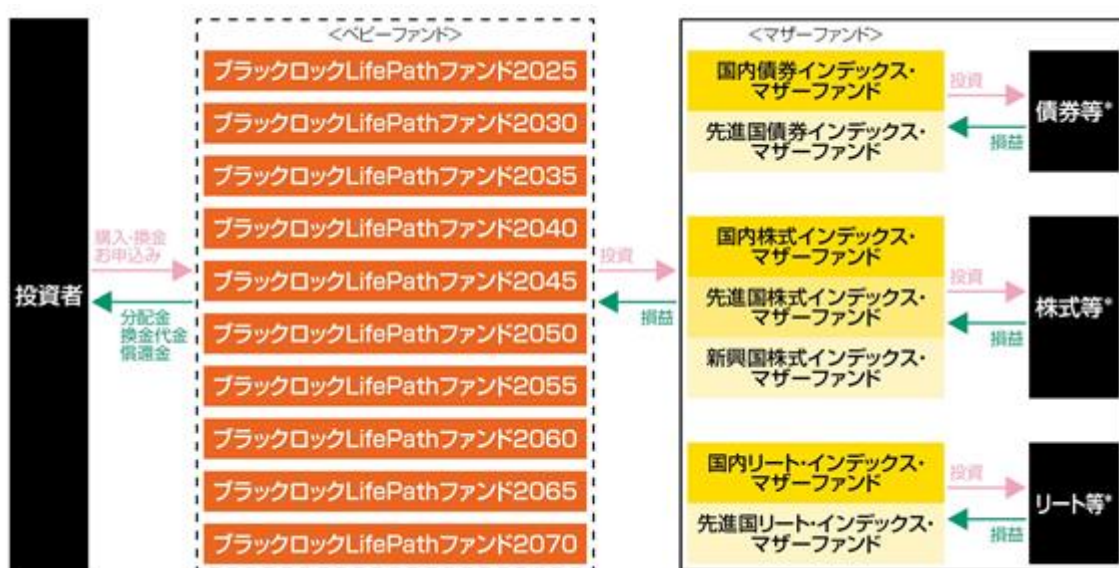 投資者
購入・換金
お申込み
分配金
換金代金
償還金
＜ベビーファンド＞
ブラックロックLifePathファンド2025
ブラックロックLifePathファンド2030
ブラックロックLifePathファンド2035
ブラックロックLifePathファンド2040
ブラックロックLifePathファンド2045
ブラックロックLifePathファンド2050
ブラックロックLifePathファンド2055
ブラックロックLifePathファンド2060
ブラックロックLifePathファンド2065
ブラックロックLifePathファンド2070
投資
損益
＜マザーファンド＞
国内債券インデックス・
マザーファンド
先進国債券インデックス・
マザーファンド
投資
損益
債券等*
国内株式インデックス・
マザーファンド
先進国株式インデックス・
マザーファンド
新興国株式インデックス・
マザーファンド
投資
損益
株式等*
国内リート・インデックス・
マザーファンド
先進国リート・インデックス・
マザーファンド
投資
損益
リート等*